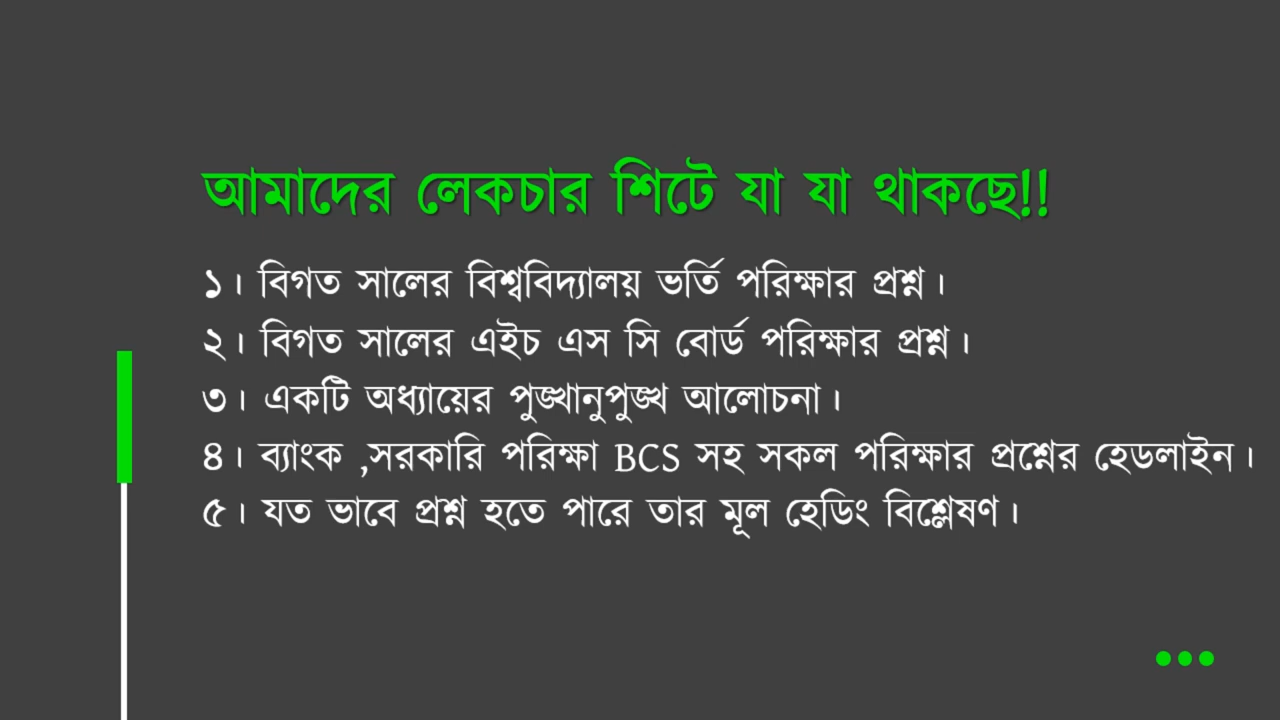 আমাদের লেকচার শিটে যা যা থাকছে!!
১। বিগত সালের বিশ্ববিদ্যালয় ভর্তি পরিক্ষার প্রশ্ন।
২। বিগত সালের এইচ এস সি বোর্ড পরিক্ষার প্রশ্ন।
৩। একটি অধ্যায়ের পুঙ্খানুপুঙ্খ আলোচনা।
৪। ব্যাংক ,সরকারি পরিক্ষা BCS সহ সকল পরিক্ষার প্রশ্নের হেডলাইন।
৫। যত ভাবে প্রশ্ন হতে পারে তার মূল হেডিং বিশ্লেষণ।